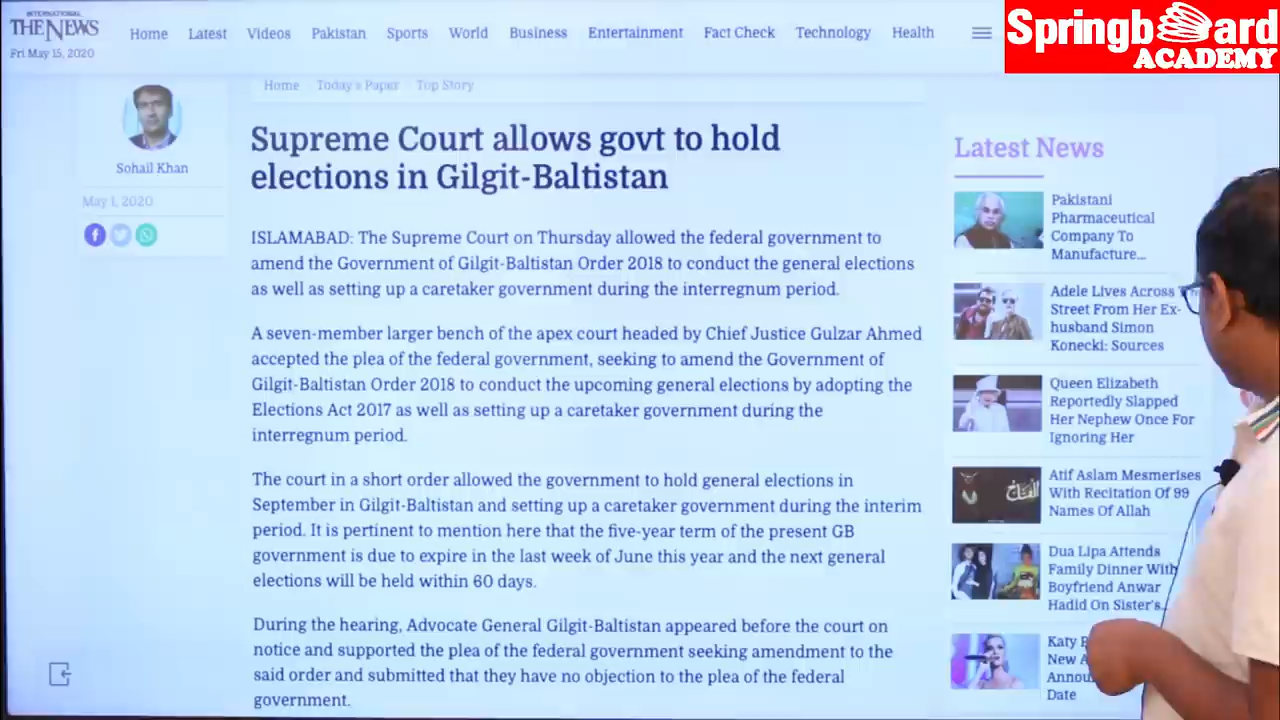 INTERNATIONAL
THE NEWS
Fri May 15, 2020
Home
Latest
Videos
Pakistan
Sports
World
Business
Entertainment
Fact Check
Technology
Health
Springboard
ACADEMY
Sohail Khan
May 1, 2020
Home
Today's Paper
Top Story
Supreme Court allows govt to hold
elections in Gilgit-Baltistan
ISLAMABAD: The Supreme Court on Thursday allowed the federal government to
amend the Government of Gilgit-Baltistan Order 2018 to conduct the general elections
as well as setting up a caretaker government during the interregnum period.
A seven-member larger bench of the apex court headed by Chief Justice Gulzar Ahmed
accepted the plea of the federal government, seeking to amend the Government of
Gilgit-Baltistan Order 2018 to conduct the upcoming general elections by adopting the
Elections Act 2017 as well as setting up a caretaker government during the
interregnum period.
The court in a short order allowed the government to hold general elections in
September in Gilgit-Baltistan and setting up a caretaker government during the interim
period. It is pertinent to mention here that the five-year term of the present GB
government is due to expire in the last week of June this year and the next general
elections will be held within 60 days.
During the hearing, Advocate General Gilgit-Baltistan appeared before the court on
notice and supported the plea of the federal government seeking amendment to the
said order and submitted that they have no objection to the plea of the federal
government.
Latest News
Pakistani
Pharmaceutical
Company To
Manufacture...
Adele Lives Across
Street From Her Ex-
husband Simon
Konecki: Sources
Queen Elizabeth
Reportedly Slapped
Her Nephew Once For
Ignoring Her
Atif Aslam Mesmerises
With Recitation Of 99
Names Of Allah
Dua Lipa Attends
Family Dinner With
Boyfriend Anwar
Hadid On Sister's..
Katy
New
Date